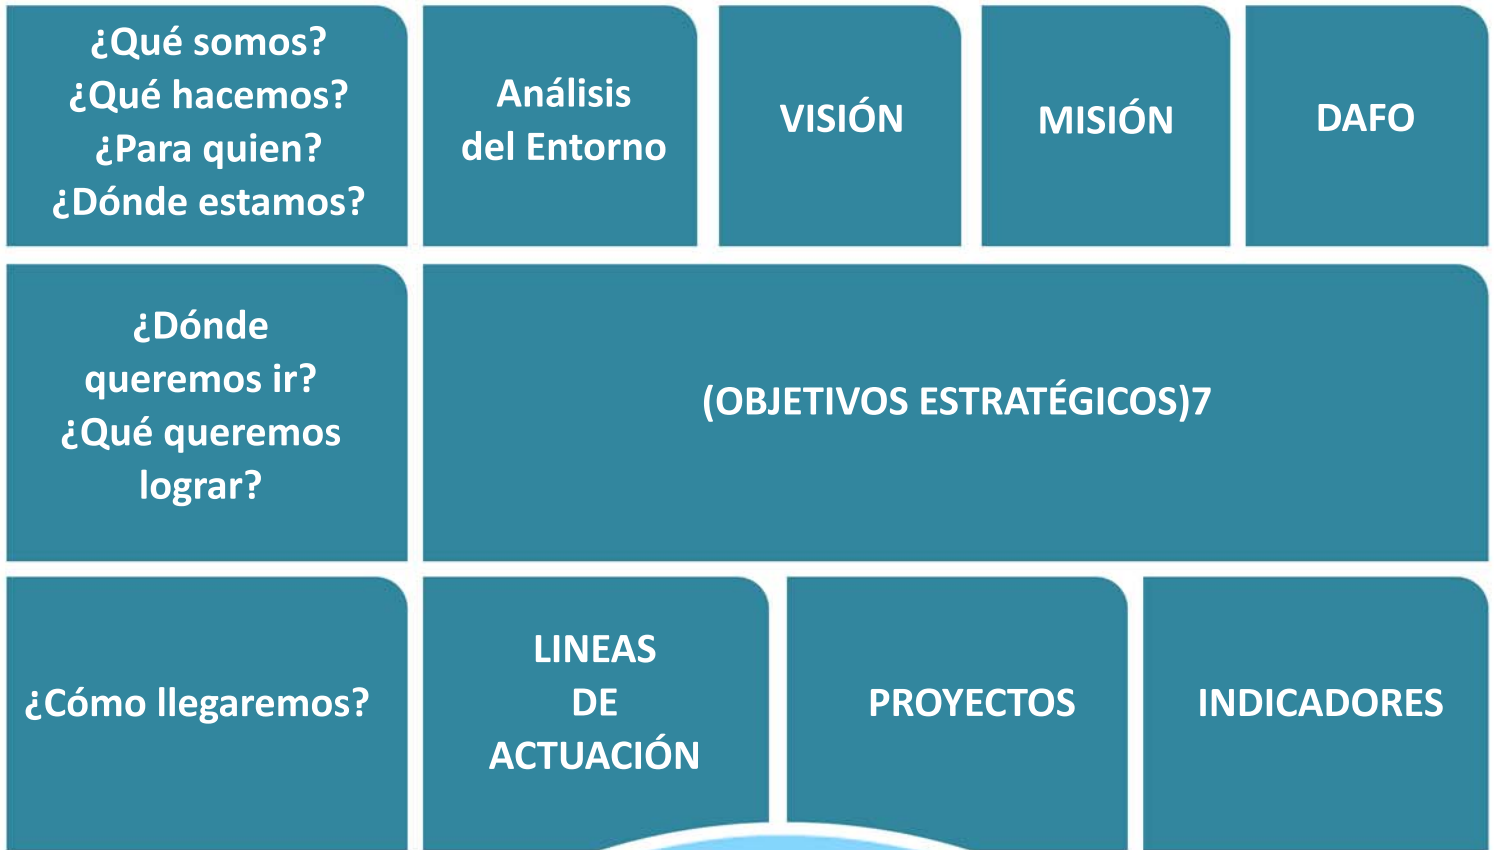 ¿Qué somos?
¿Qué hacemos?
¿Para quien?
¿Dónde estamos?
Análisis
del Entorno
VISIÓN
MISIÓN
DAFO
¿Dónde
queremos ir?
¿Qué queremos
lograr?
(OBJETIVOS ESTRATÉGICOS)7
¿Cómo llegaremos?
LINEAS
DE
ACTUACIÓN
PROYECTOS
INDICADORES